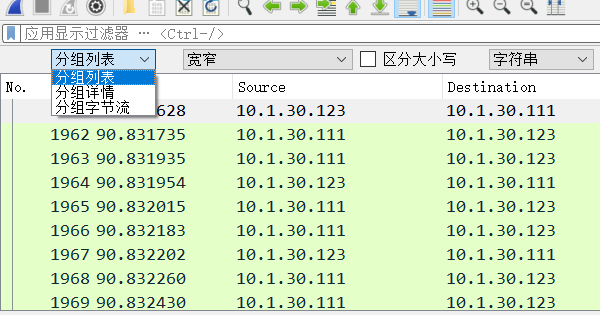 应用显示过滤器 … <Ctrl-/>
分组列表 宽窄 区分大小写 字符串
分组列表
分组详情
分组字节流
No. Source Destination
628 10.1.30.123 10.1.30.111
1962 90.831735 10.1.30.111 10.1.30.123
1963 90.831935 10.1.30.111 10.1.30.123
1964 90.831954 10.1.30.123 10.1.30.111
1965 90.832015 10.1.30.111 10.1.30.123
1966 90.832183 10.1.30.111 10.1.30.123
1967 90.832202 10.1.30.123 10.1.30.111
1968 90.832260 10.1.30.111 10.1.30.123
1969 90.832430 10.1.30.111 10.1.30.123